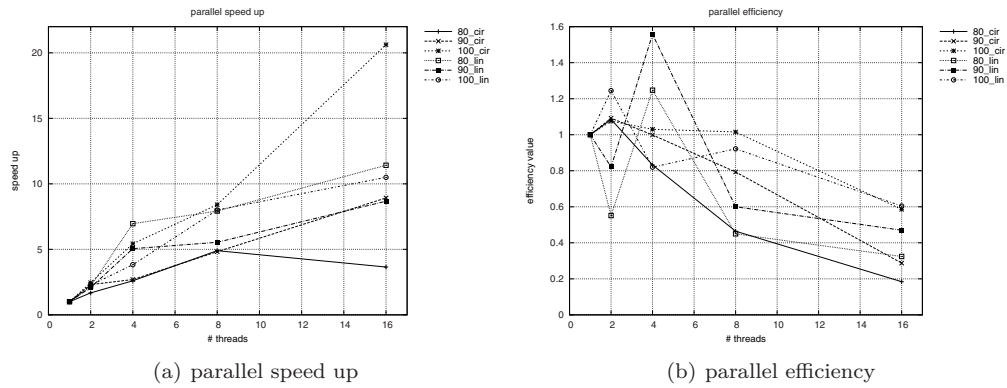 parallel speed up
speed up
20
15
10
5
0
0 2 4 6 8 10 12 14 16
# threads
80_cir
90_cir
100_cir
80_lin
90_lin
100_lin
(a) parallel speed up
parallel efficiency
efficiency value
1.6
1.4
1.2
1
0.8
0.6
0.4
0.2
0
0 2 4 6 8 10 12 14 16
# threads
80_cir
90_cir
100_cir
80_lin
90_lin
100_lin
(b) parallel efficiency